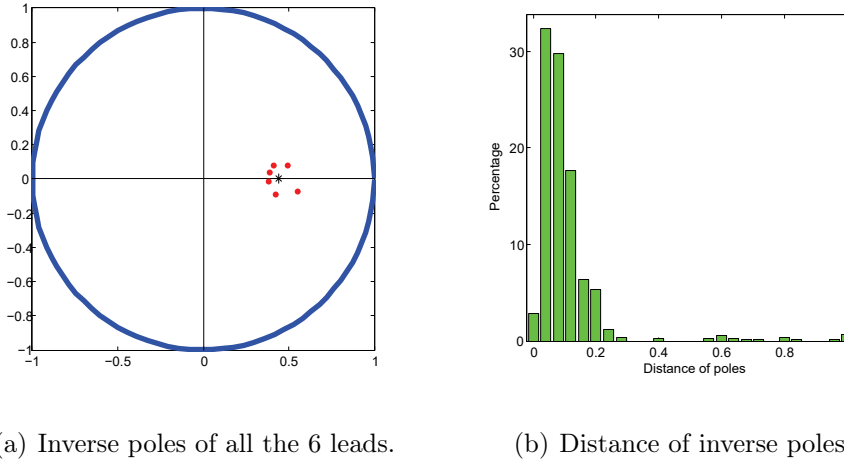 1
0.8
0.6
0.4
0.2
0
−0.2
−0.4
−0.6
−0.8
−1
−1 −0.5 0 0.5 1
30
20
10
0
Percentage
0 0.2 0.4 0.6 0.8
Distance of poles
a) Inverse poles of all the 6 leads.
(b) Distance of inverse poles